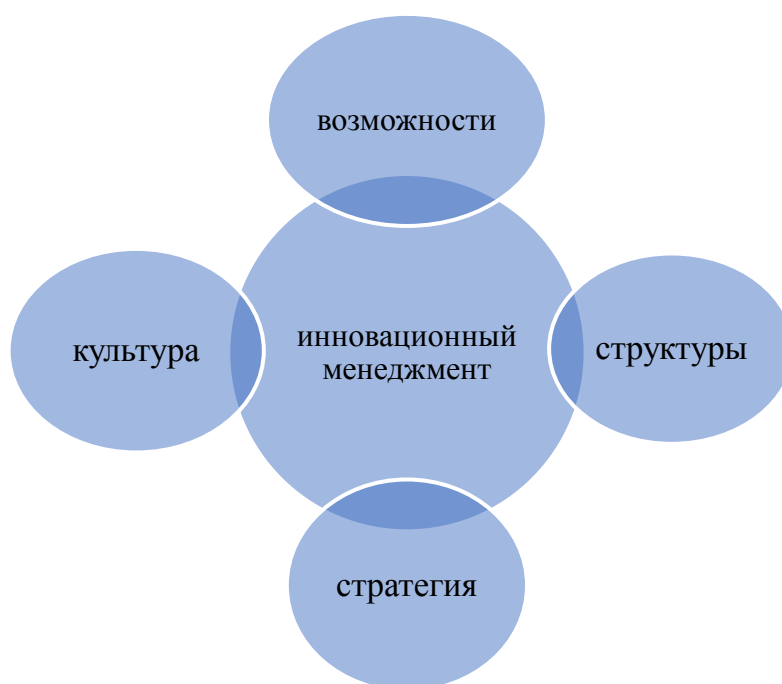 возможности
культура
инновационный
менеджмент
структуры
стратегия